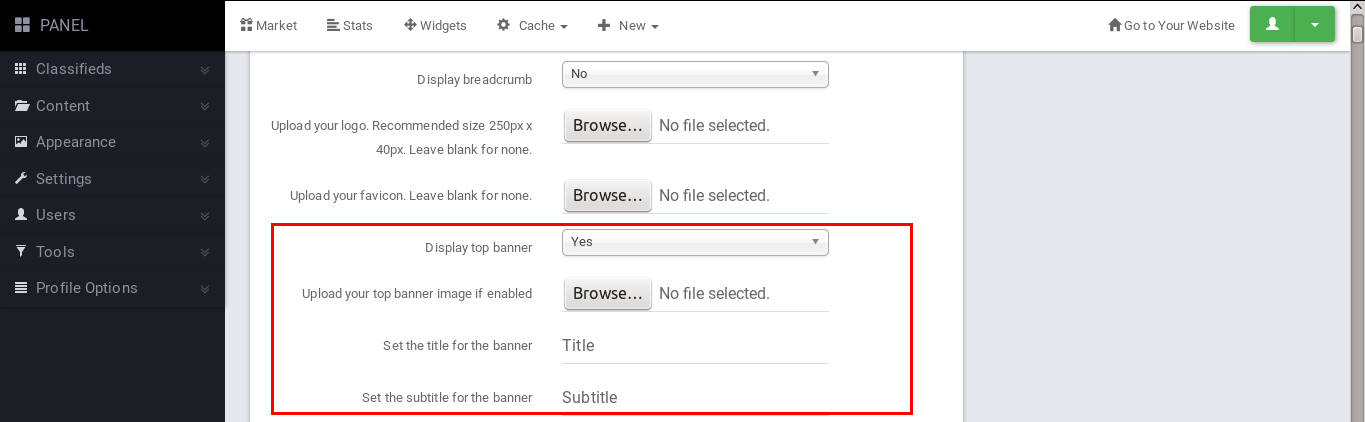 PANEL
Market
Stats
Widgets
Cache
New
Go to Your Website
Classifieds
Content
Appearance
Settings
Users
Tools
Profile Options
Display breadcrumb
No
Upload your logo. Recommended size 250px x
40px. Leave blank for none.
Browse...
No file selected.
Upload your favicon. Leave blank for none.
Browse...
No file selected.
Display top banner
Yes
Upload your top banner image if enabled
Browse...
No file selected.
Set the title for the banner
Title
Set the subtitle for the banner
Subtitle